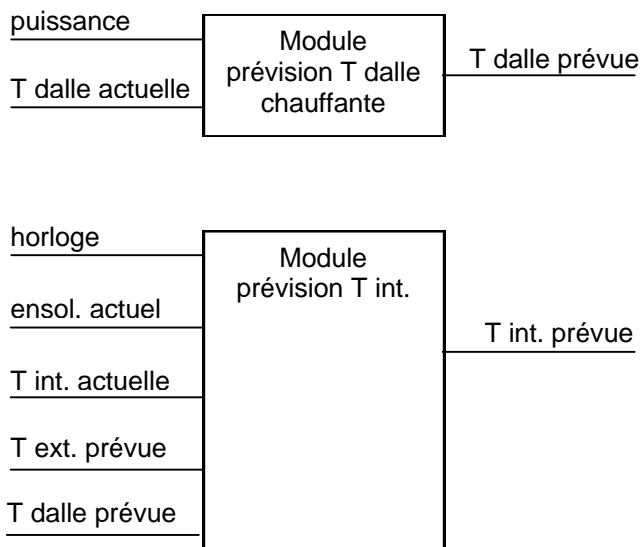 puissance
T dalle actuelle
Module
prévision T dalle
chauffante
T dalle prévue
horloge
ensol. actuel
T int. actuelle
T ext. prévue
T dalle prévue
Module
prévision T int.
T int. prévue